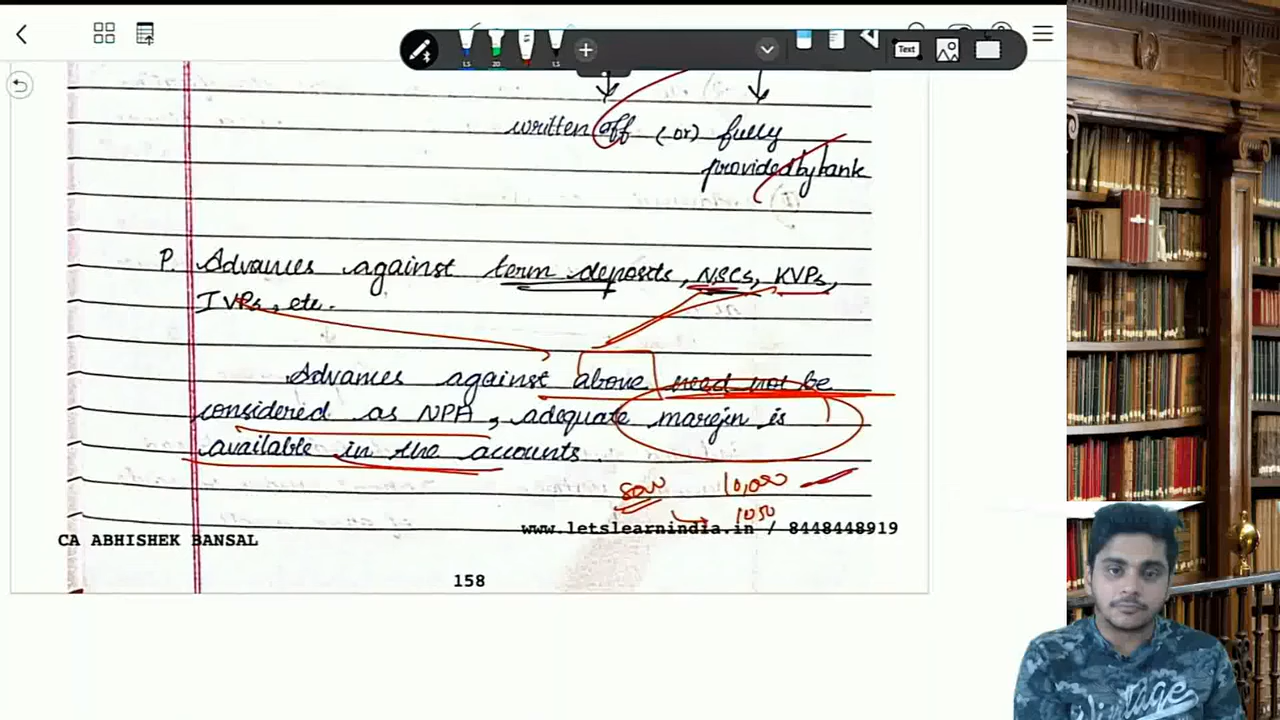 Text
written off (or) fully
provided by bank
P. Advances against term deposits, NSCs, KVPs,
IVPs, etc.
Advances against above need not be
considered as NPA, adequate margin is
available in the accounts.
10,000
1050
www.letslearnindia.in / 8448448919
CA ABHISHEK BANSAL
158